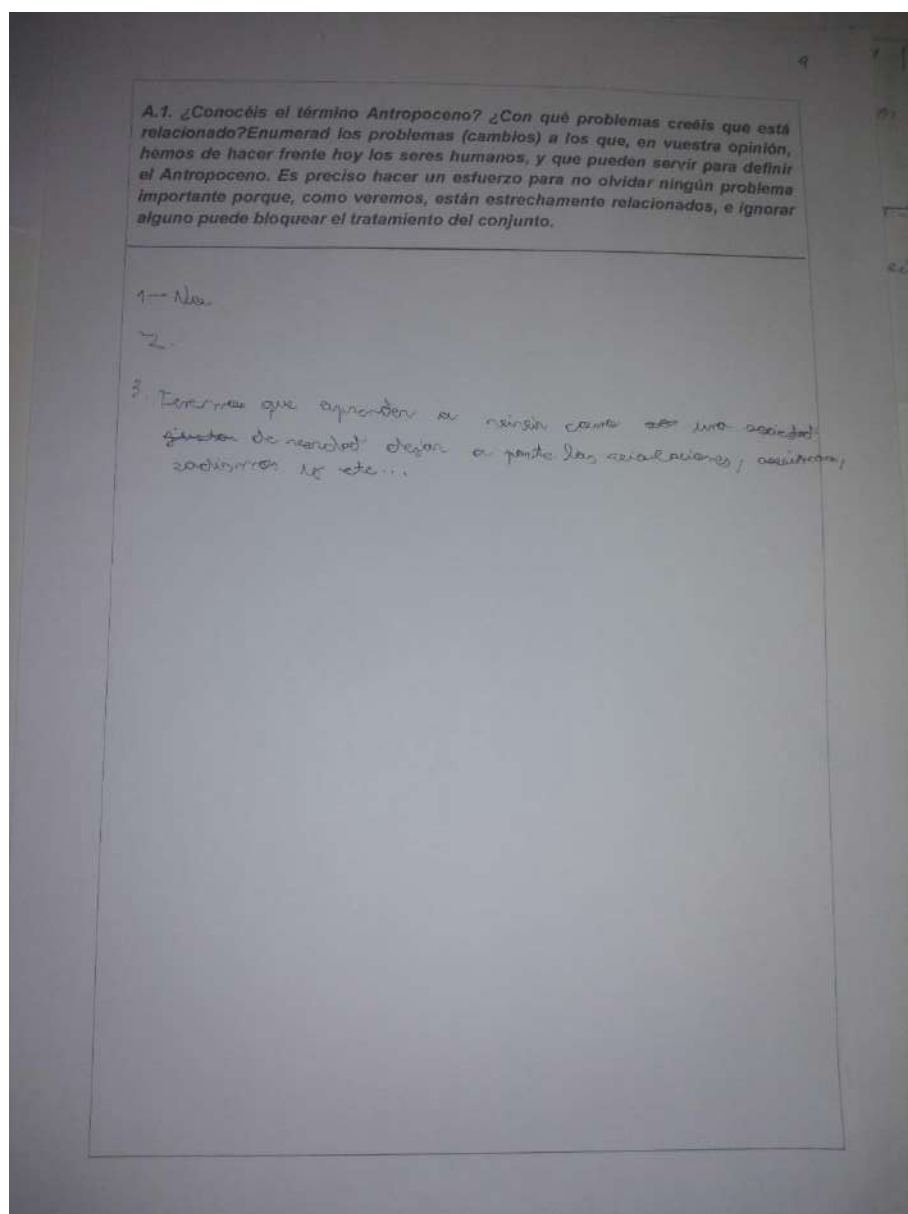 9
A.1. ¿Conocéis el término Antropoceno? ¿Con qué problemas creéis que está
relacionado?Enumerad los problemas (cambios) a los que, en vuestra opinión,
hemos de hacer frente hoy los seres humanos, y que pueden servir para definir
el Antropoceno. Es preciso hacer un esfuerzo para no olvidar ningún problema
importante porque, como veremos, están estrechamente relacionados, e ignorar
alguno puede bloquear el tratamiento del conjunto.
1--- No
2.
3. Tenemos que aprender a vivir como una sociedad
de verdad dejar a parte las violaciones,
etc...